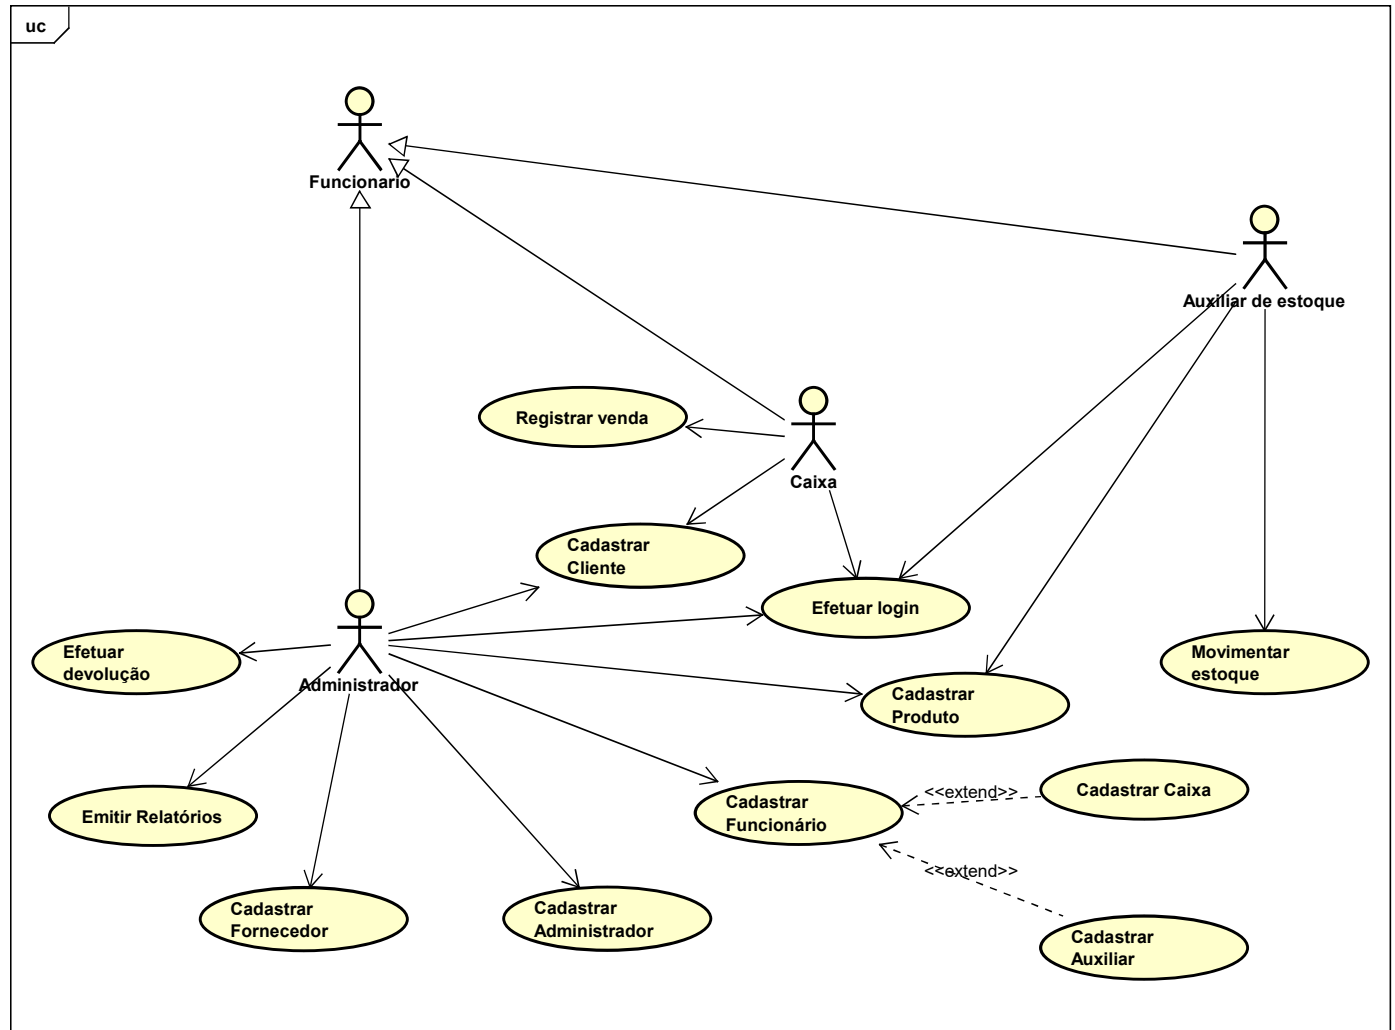 uc
Funcionario
Auxiliar de estoque
Registrar venda
Caixa
Cadastrar
Cliente
Efetuar login
Efetuar
devolução
Administrador
Movimentar
estoque
Cadastrar
Produto
Emitir Relatórios
Cadastrar
Funcionário
<<extend>>
Cadastrar Caixa
<<extend>>
Cadastrar
Fornecedor
Cadastrar
Administrador
Cadastrar
Auxiliar